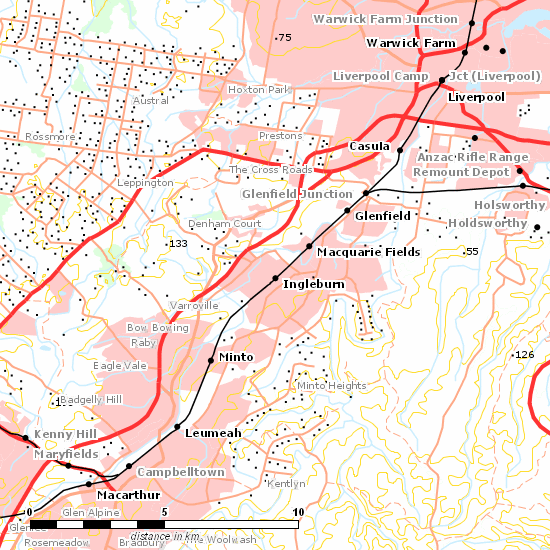 Warwick Farm Junction
75
Warwick Farm
Liverpool Camp
Jct (Liverpool)
Hoxton Park
Liverpool
Austral
Rossmore
Prestons
Casula
Anzac Rifle Range
The Cross Roads
Remount Depot
Leppington
Glenfield Junction
Holsworthy
Glenfield
Denham Court
Holdsworthy
133
Macquarie Fields
55
Ingleburn
Varroville
Bow Bowing
Raby
Minto
126
Eagle Vale
Minto Heights
Badgelly Hill
Kenny Hill
Leumeah
Maryfields
Campbelltown
Kentlyn
Macarthur
0
5
10
Glen Alpine
distance in km
Rosemeadow
Bradbury